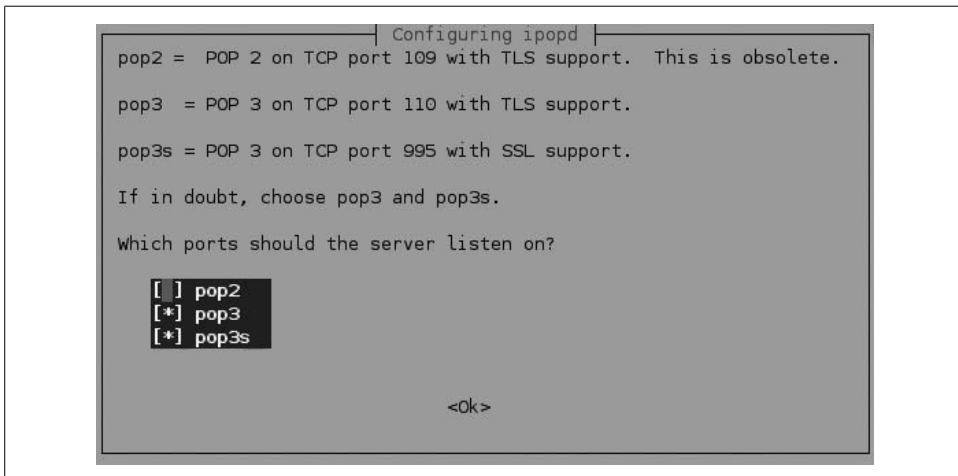 Configuring ipopd
pop2 =  POP 2 on TCP port 109 with TLS support.  This is obsolete.
pop3  = POP 3 on TCP port 110 with TLS support.
pop3s = POP 3 on TCP port 995 with SSL support.
If in doubt, choose pop3 and pop3s.
Which ports should the server listen on?
[ ] pop2
[*] pop3
[*] pop3s
<Ok>